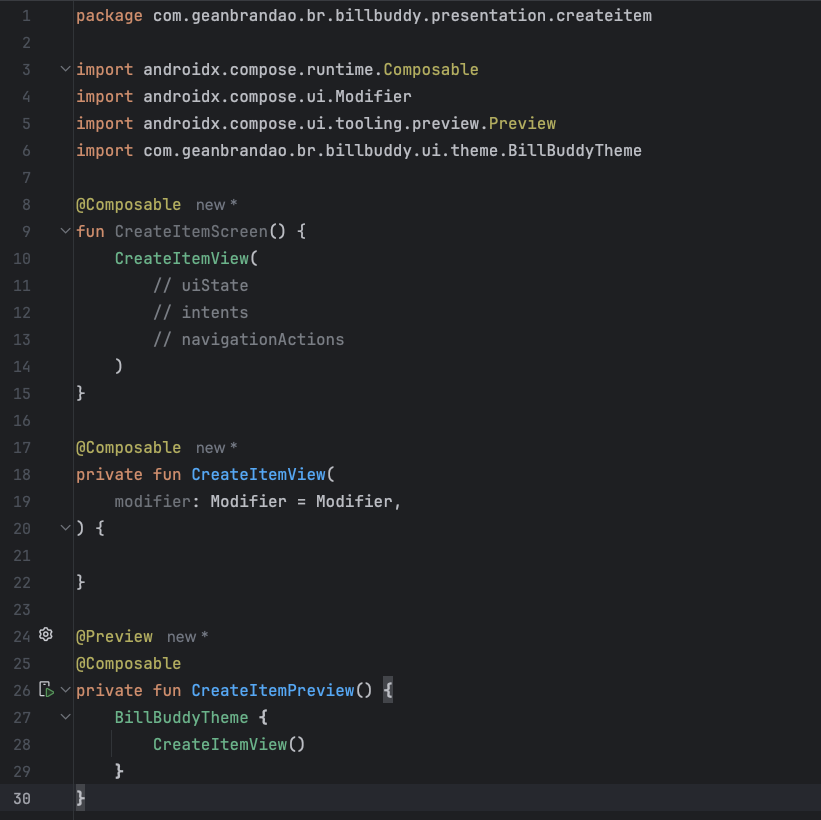 1 package com.geanbrandao.br.billbuddy.presentation.createitem
2
3 import androidx.compose.runtime.Composable
4 import androidx.compose.ui.Modifier
5 import androidx.compose.ui.tooling.preview.Preview
6 import com.geanbrandao.br.billbuddy.ui.theme.BillBuddyTheme
7
8 @Composable new *
9 fun CreateItemScreen() {
10     CreateItemView(
11         // uiState
12         // intents
13         // navigationActions
14     )
15 }
16
17 @Composable new *
18 private fun CreateItemView(
19     modifier: Modifier = Modifier,
20 ) {
21
22 }
23
24 @Preview new *
25 @Composable
26 private fun CreateItemPreview() {
27     BillBuddyTheme {
28         CreateItemView()
29     }
30 }